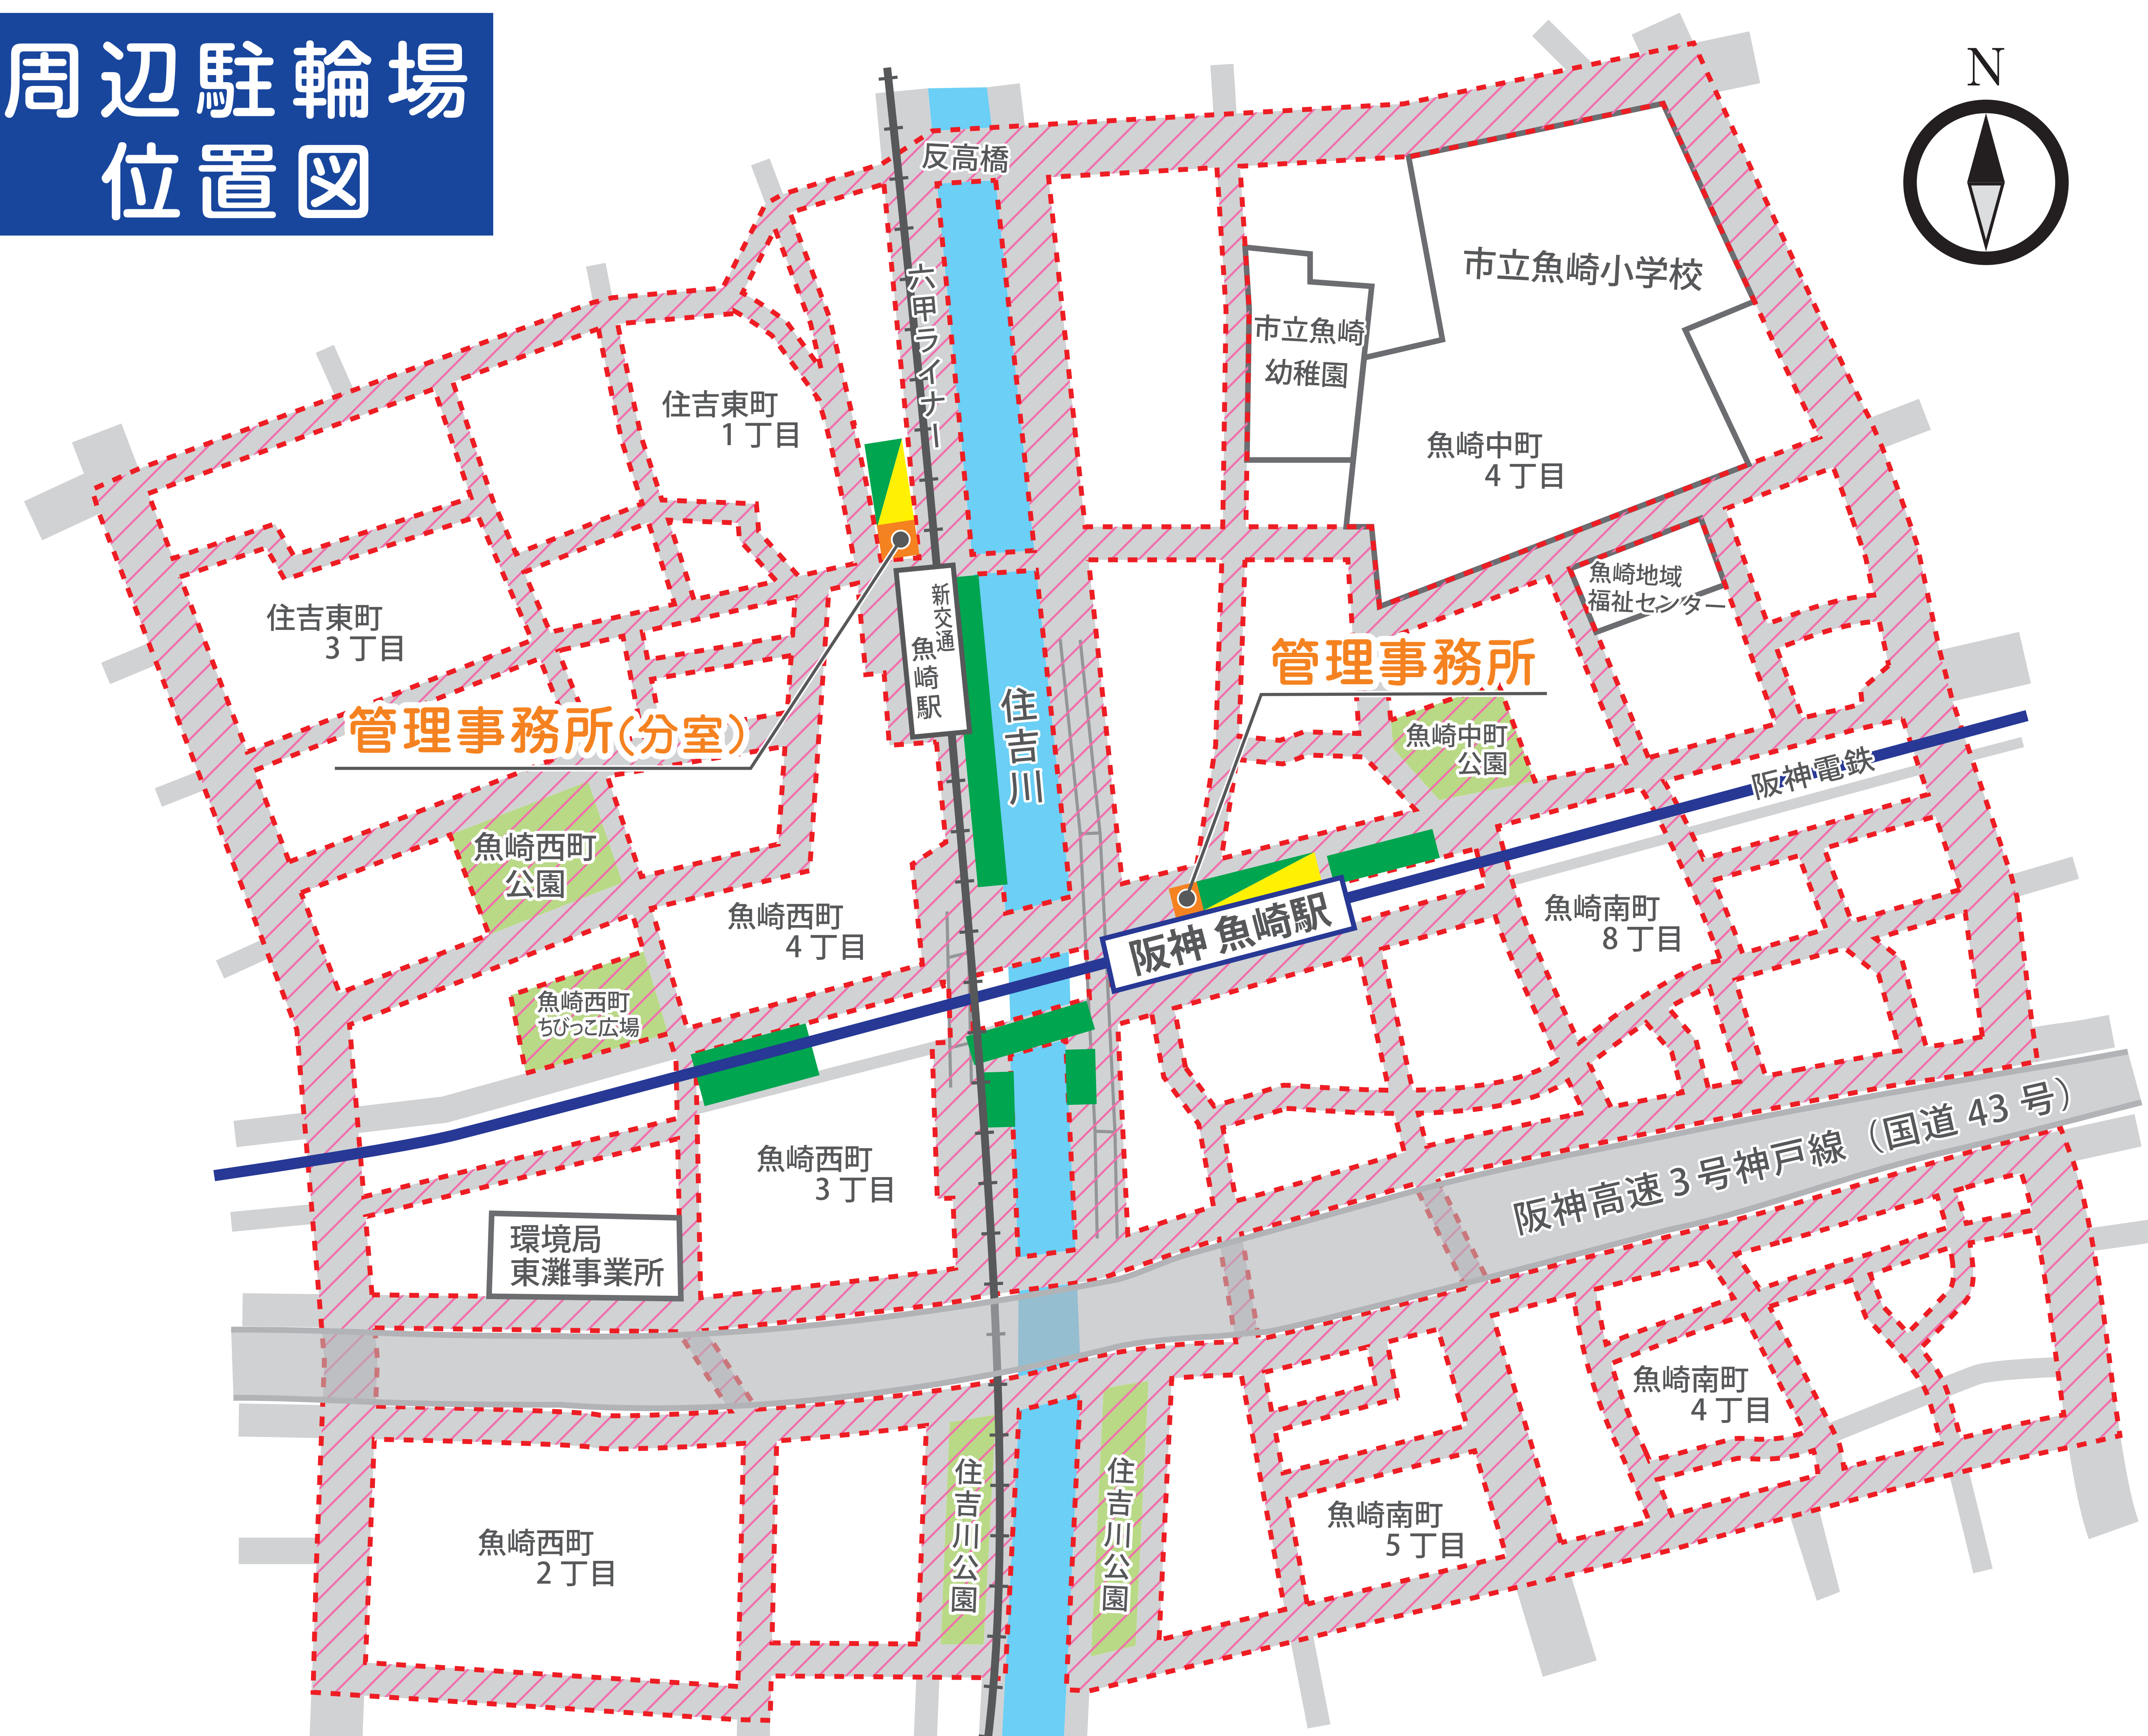 周辺駐輪場
位置図
N
反高橋
六甲ライナー
市立魚崎小学校
市立魚崎
幼稚園
住吉東町
1丁目
魚崎中町
4丁目
魚崎地域
福祉センター
住吉東町
3丁目
新交通
魚崎駅
管理事務所
住吉川
管理事務所(分室)
魚崎中町
公園
阪神電鉄
魚崎西町
公園
魚崎西町
4丁目
阪神 魚崎駅
魚崎南町
8丁目
魚崎西町
ちびっこ広場
魚崎西町
3丁目
阪神高速3号神戸線（国道43号）
環境局
東灘事業所
魚崎南町
4丁目
住吉川公園
住吉川公園
魚崎南町
5丁目
魚崎西町
2丁目